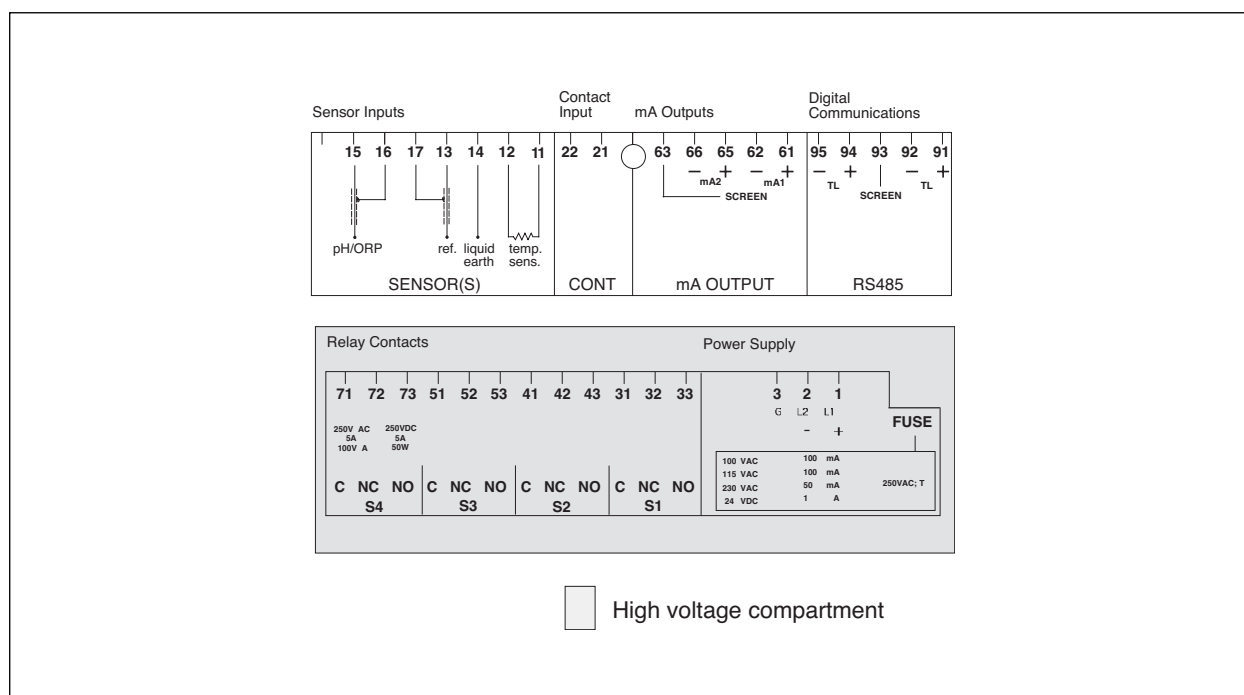 Sensor Inputs
Contact
Input
mA Outputs
Digital
Communications
15 16 17 13 14 12 11 22 21 63 66 65 62 61 95 94 93 92 91
− + − + − + − +
mA2 mA1 TL TL
SCREEN SCREEN
pH/ORP ref. liquid
earth
temp.
sens.
SENSOR(S) CONT mA OUTPUT RS485
Relay Contacts
Power Supply
71 72 73 51 52 53 41 42 43 31 32 33 3 2 1
G L2 L1
- +
FUSE
250V AC
5A
100V A
250VDC
5A
50W
100 VAC 100 mA
115 VAC 100 mA
230 VAC 50 mA
24 VDC 1 A
250VAC; T
C NC NO C NC NO C NC NO C NC NO
S4 S3 S2 S1
High voltage compartment